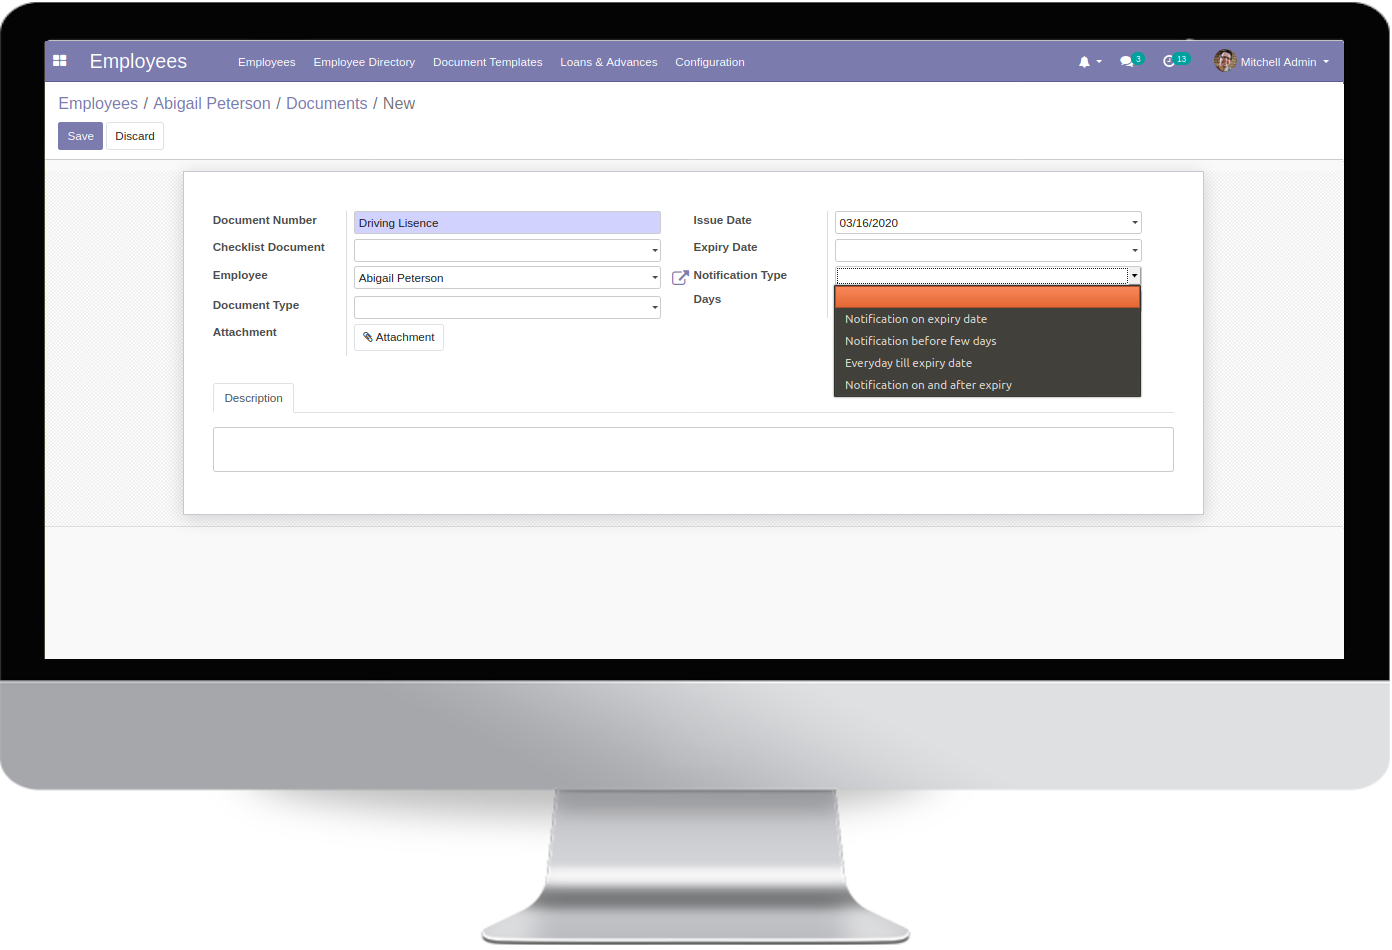 Employees Employees Employee Directory Document Templates Loans & Advances Configuration 3 13 Mitchell Admin
Employees / Abigail Peterson / Documents / New
Save Discard
Document Number Driving Lisence
Checklist Document
Employee Abigail Peterson
Document Type
Attachment Attachment
Issue Date 03/16/2020
Expiry Date
Notification Type
Days
Notification on expiry date
Notification before few days
Everyday till expiry date
Notification on and after expiry
Description